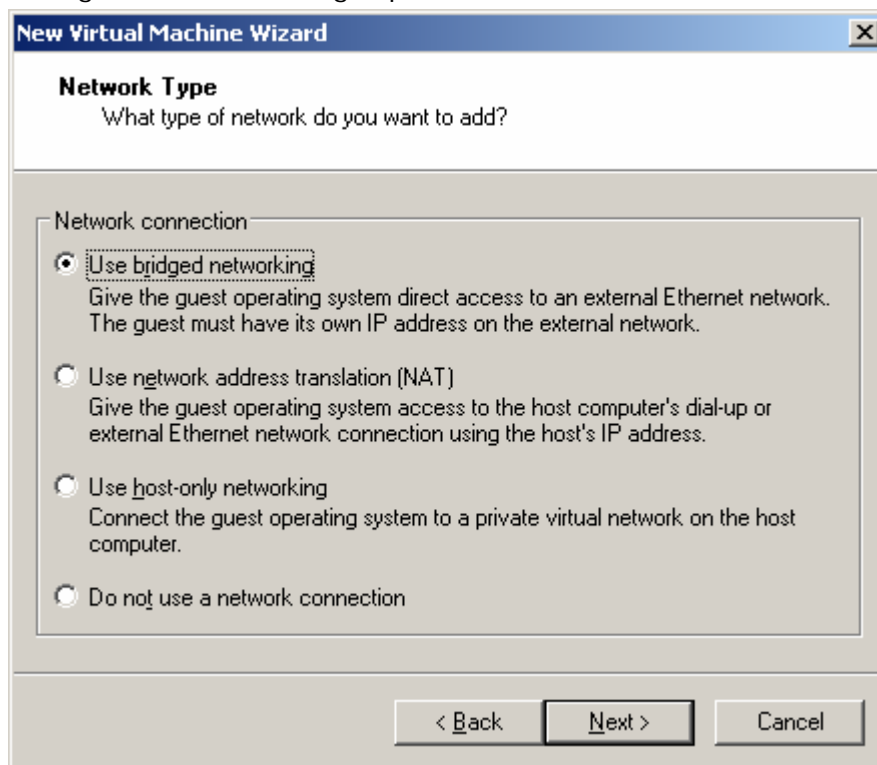 New Virtual Machine Wizard
Network Type
What type of network do you want to add?
Network connection
Use bridged networking
Give the guest operating system direct access to an external Ethernet network.
The guest must have its own IP address on the external network.
Use network address translation (NAT)
Give the guest operating system access to the host computer's dial-up or
external Ethernet network connection using the host's IP address.
Use host-only networking
Connect the guest operating system to a private virtual network on the host
computer.
Do not use a network connection
< Back
Next >
Cancel